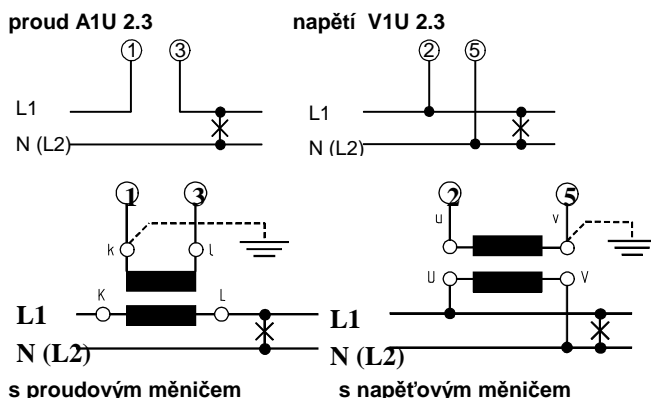 proud A1U 2.3
napětí V1U 2.3
1 3
2 5
L1
L1
N (L2)
N (L2)
1 3
2 5
u v
k l
U V
K L
L1
L1
N (L2)
N (L2)
s proudovým měničem
s napěťovým měničem